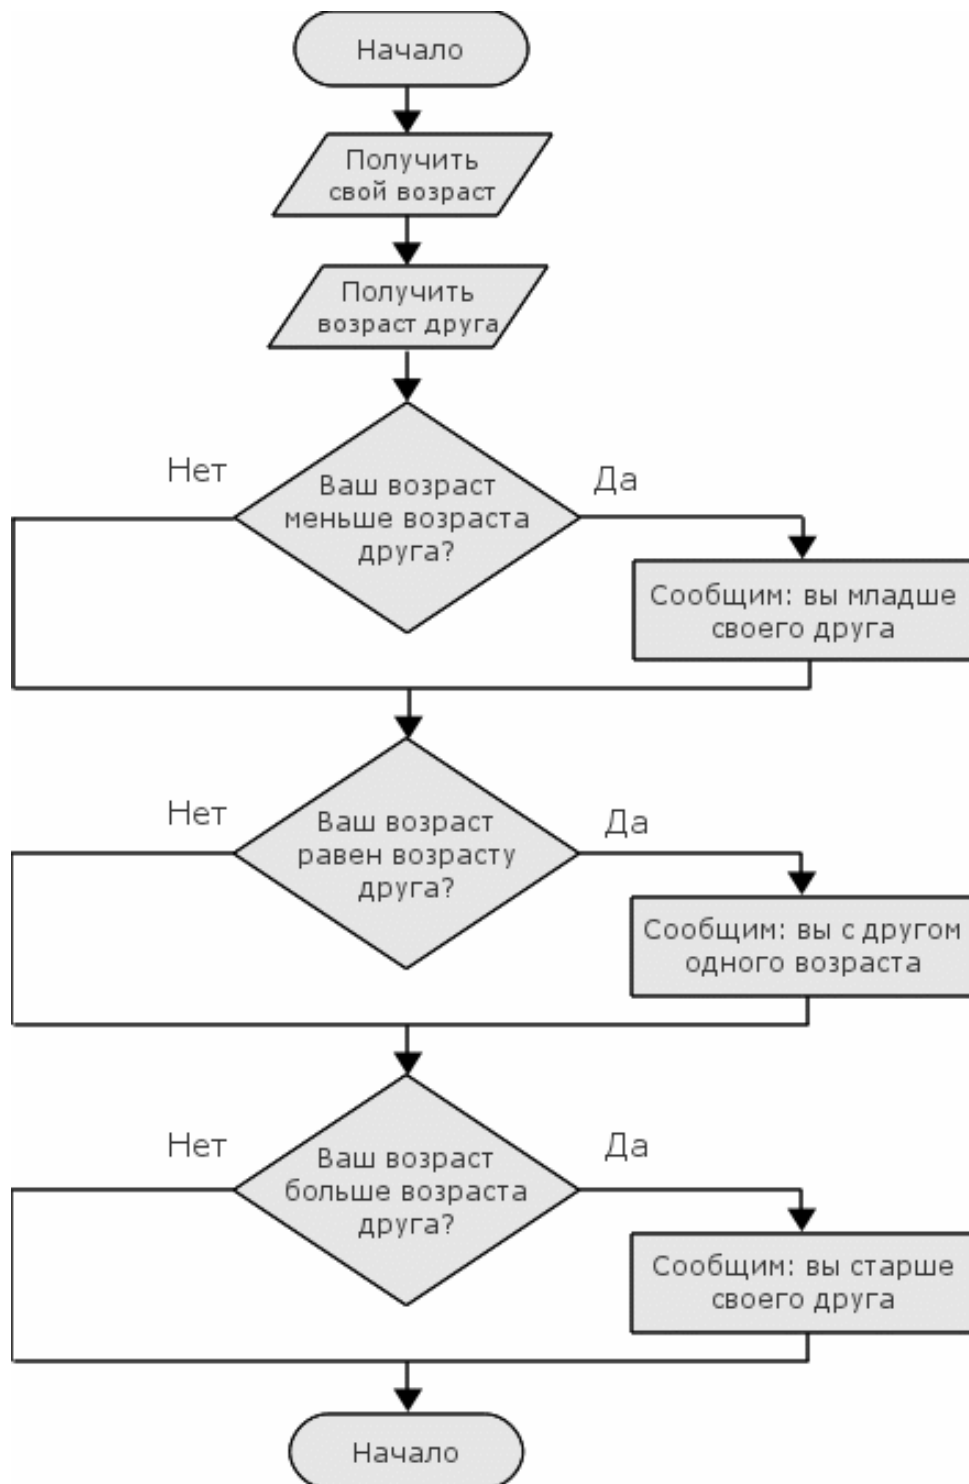 Начало
Получить
свой возраст
Получить
возраст друга
Нет
Ваш возраст
меньше возраста
друга?
Да
Сообщим: вы младше
своего друга
Нет
Ваш возраст
равен возрасту
друга?
Да
Сообщим: вы с другом
одного возраста
Нет
Ваш возраст
больше возраста
друга?
Да
Сообщим: вы старше
своего друга
Начало